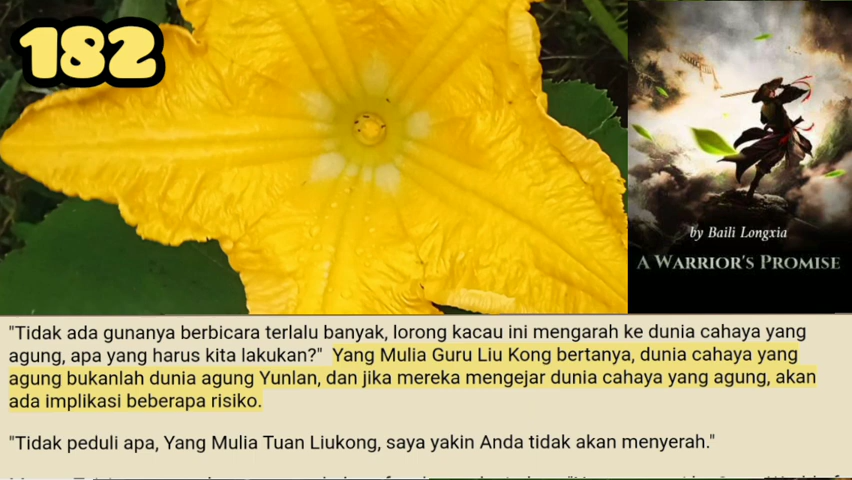 182
by Baili Longxia
A WARRIOR'S PROMISE
"Tidak ada gunanya berbicara terlalu banyak, lorong kacau ini mengarah ke dunia cahaya yang
agung, apa yang harus kita lakukan?" Yang Mulia Guru Liu Kong bertanya, dunia cahaya yang
agung bukanlah dunia agung Yunlan, dan jika mereka mengejar dunia cahaya yang agung, akan
ada implikasi beberapa risiko.
"Tidak peduli apa, Yang Mulia Tuan Liukong, saya yakin Anda tidak akan menyerah."